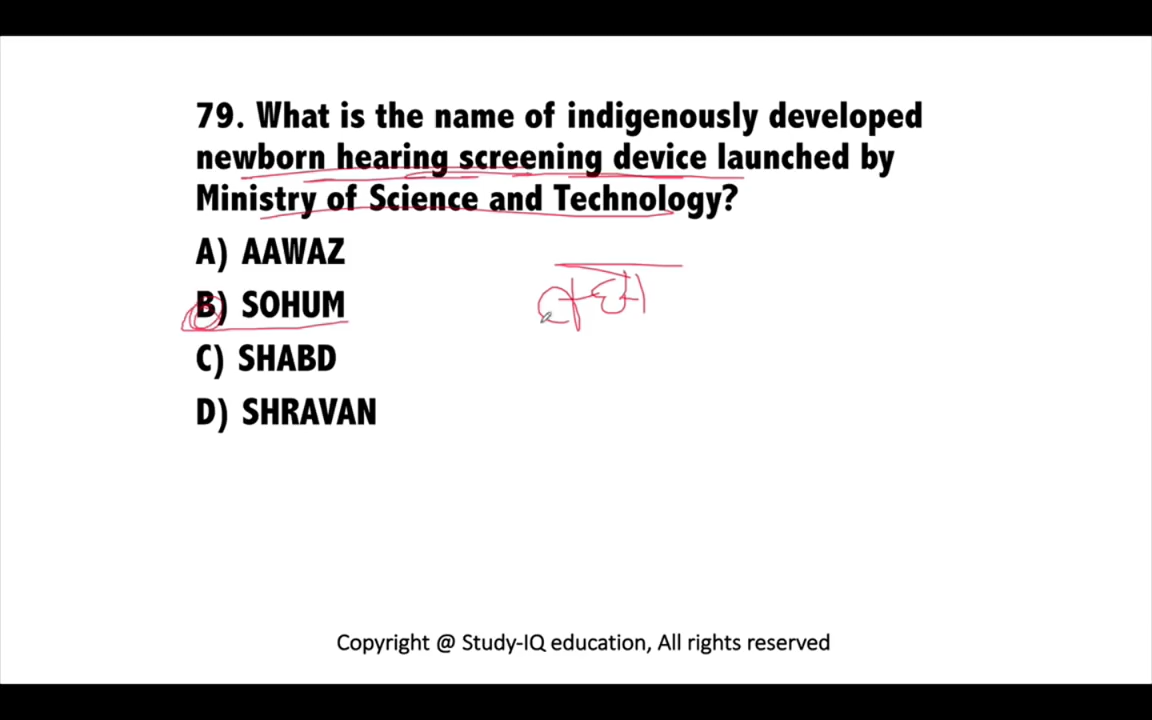 79. What is the name of indigenously developed
newborn hearing screening device launched by
Ministry of Science and Technology?
A) AAWAZ
B) SOHUM
C) SHABD
D) SHRAVAN
Copyright @ Study-IQ education, All rights reserved